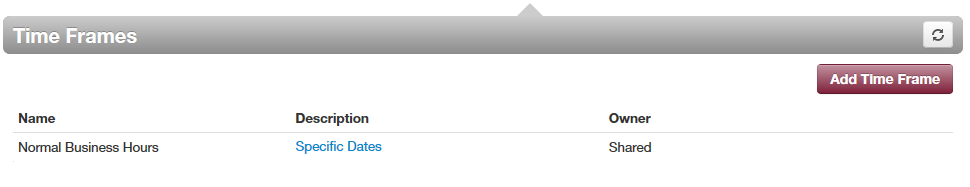 Time Frames
Add Time Frame
Name Description Owner
Normal Business Hours Specific Dates Shared